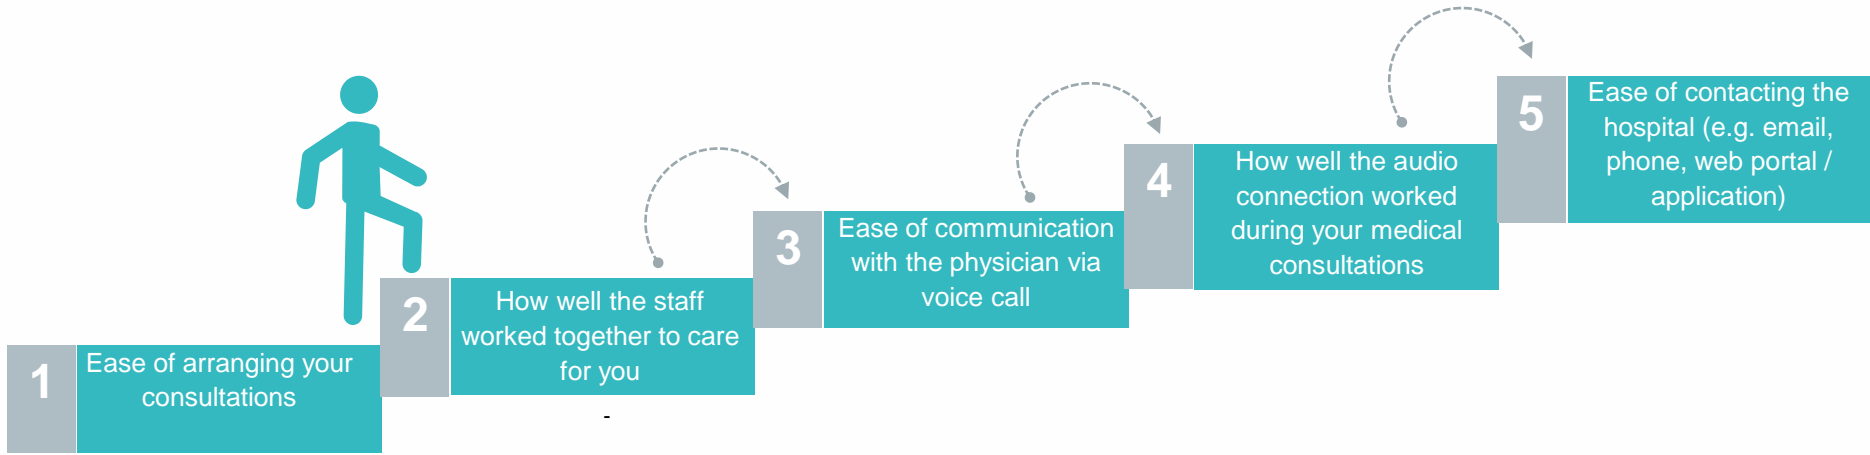 1
Ease of arranging your
consultations
2
How well the staff
worked together to care
for you
-
3
Ease of communication
with the physician via
voice call
4
How well the audio
connection worked
during your medical
consultations
5
Ease of contacting the
hospital (e.g. email,
phone, web portal /
application)